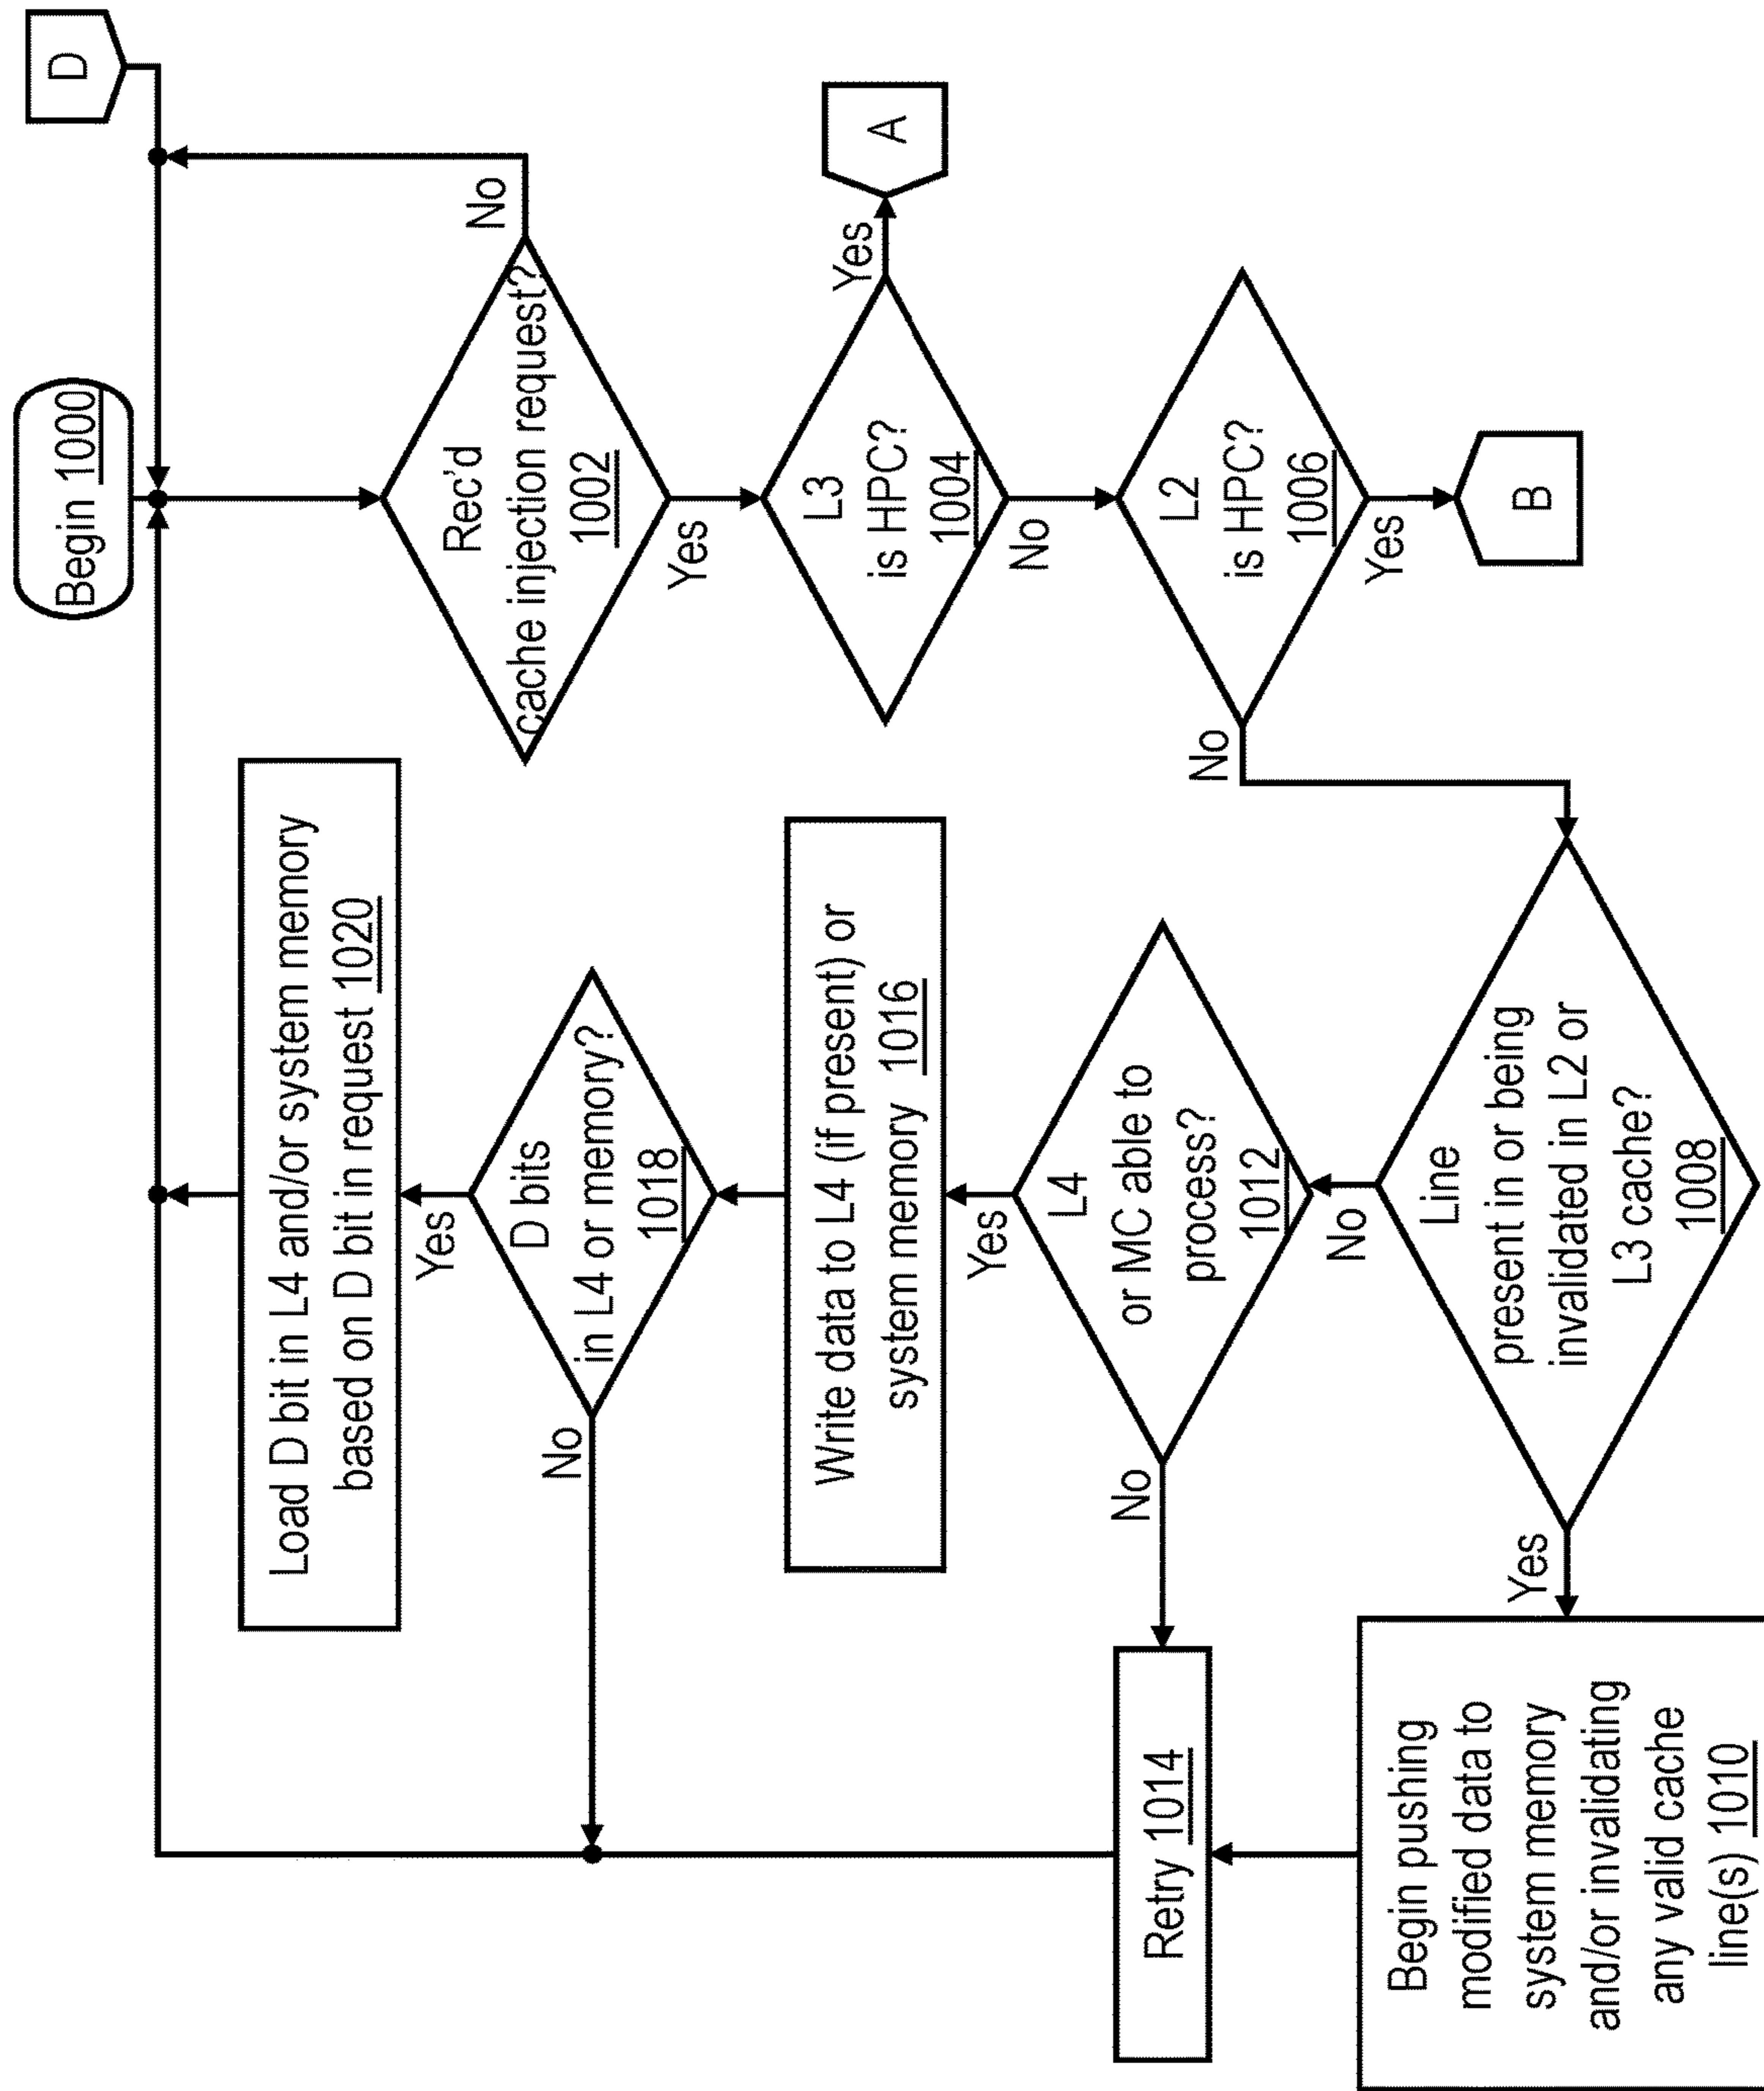 D
Begin 1000
Rec'd
cache injection request?
1002
No
Yes
L3
is HPC?
1004
Yes
A
No
L2
is HPC?
1006
Yes
B
No
Line
present in or being
invalidated in L2 or
L3 cache?
1008
Yes
No
Begin pushing
modified data to
system memory
and/or invalidating
any valid cache
line(s) 1010
L4
or MC able to
process?
1012
No
Yes
Retry 1014
Write data to L4 (if present) or
system memory 1016
D bits
in L4 or memory?
1018
No
Yes
Load D bit in L4 and/or system memory
based on D bit in request 1020